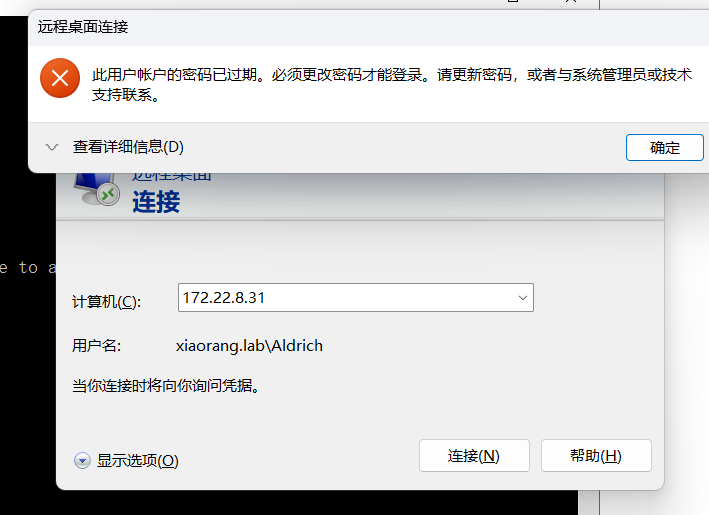 远程桌面连接
此用户帐户的密码已过期。必须更改密码才能登录。请更新密码，或者与系统管理员或技术
支持联系。
查看详细信息(D)
确定
远程桌面
连接
e to a
计算机(C):
172.22.8.31
用户名:
xiaorang.lab\Aldrich
当你连接时将向你询问凭据。
显示选项(O)
连接(N)
帮助(H)